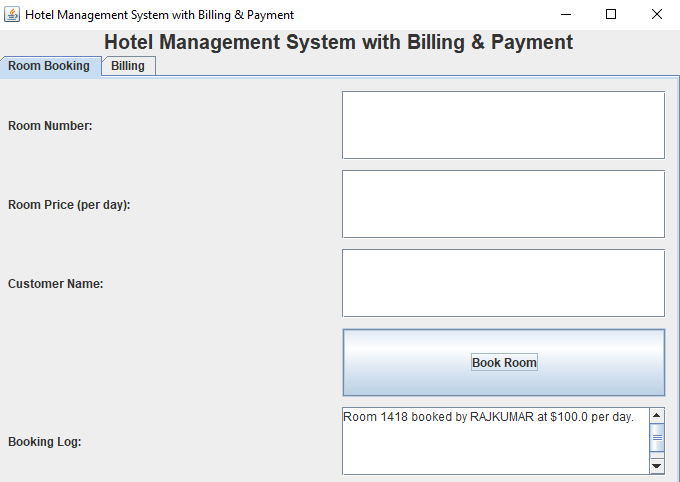 Hotel Management System with Billing & Payment
Hotel Management System with Billing & Payment
Room Booking Billing
Room Number:
Room Price (per day):
Customer Name:
Book Room
Room 1418 booked by RAJKUMAR at $100.0 per day.
Booking Log: